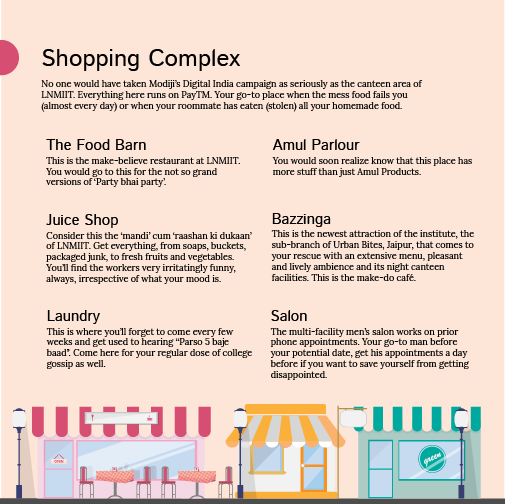 Shopping Complex
No one would have taken Modiji's Digital India campaign as seriously as the canteen area of
LNMIIT. Everything here runs on PayTM. Your go-to place when the mess food fails you
(almost every day) or when your roommate has eaten (stolen) all your homemade food.
The Food Barn
This is the make-believe restaurant at LNMIIT.
You would go to this for the not so grand
versions of 'Party bhai party'.
Amul Parlour
You would soon realize know that this place has
more stuff than just Amul Products.
Juice Shop
Consider this the 'mandi' cum 'raashan ki dukaan'
of LNMIIT. Get everything, from soaps, buckets,
packaged junk, to fresh fruits and vegetables.
You'll find the workers very irritatingly funny,
always, irrespective of what your mood is.
Bazzinga
This is the newest attraction of the institute, the
sub-branch of Urban Bites, Jaipur, that comes to
your rescue with an extensive menu, pleasant
and lively ambience and its night canteen
facilities. This is the make-do café.
Laundry
This is where you'll forget to come every few
weeks and get used to hearing "Parso 5 baje
baad". Come here for your regular dose of college
gossip as well.
Salon
The multi-facility men's salon works on prior
phone appointments. Your go-to man before
your potential date, get his appointments a day
before if you want to save yourself from getting
disappointed.
OPEN
green